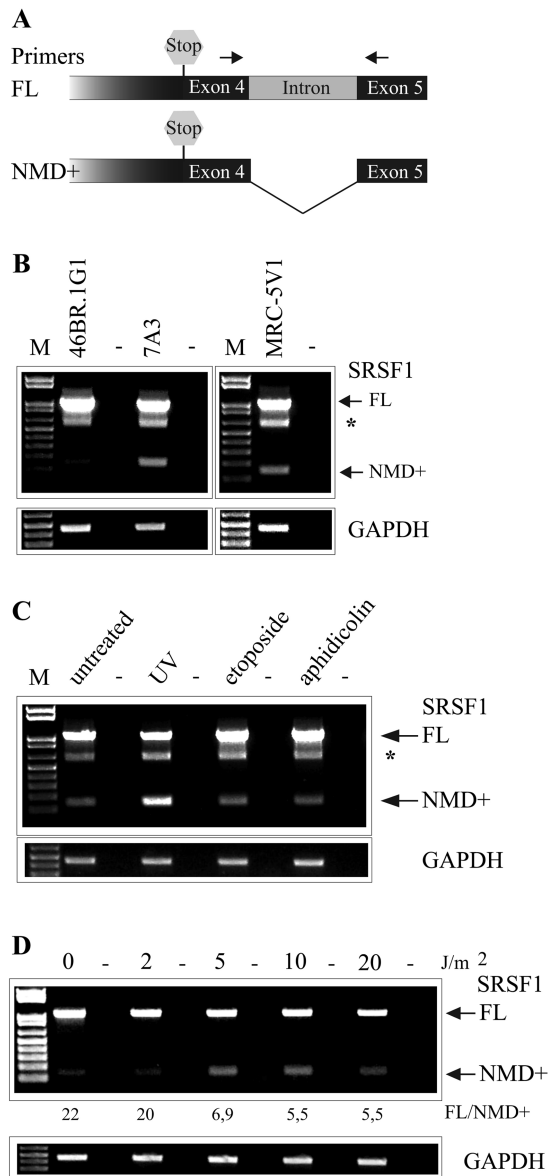 A
Stop
Primers
FL Exon 4 Intron Exon 5
Stop
NMD+ Exon 4 Exon 5
B
M 46BR.1G1 - 7A3 - M MRC-5V1 -
SRSF1
FL
*
NMD+
GAPDH
C
M untreated - UV - etoposide - aphidicolin -
SRSF1
FL
*
NMD+
GAPDH
D
0 - 2 - 5 - 10 - 20 - J/m 2
SRSF1
FL
NMD+
22 20 6,9 5,5 5,5 FL/NMD+
GAPDH